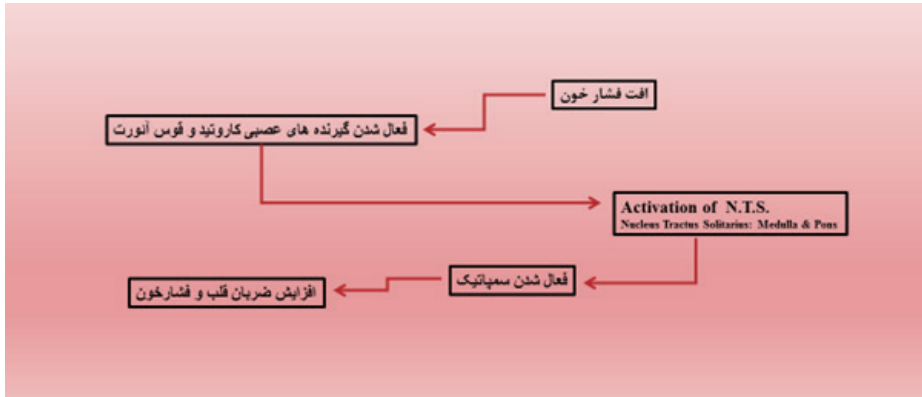 افت فشار خون
فعال شدن گیرنده های عصبی کاروتید و قوس آئورت
Activation of N.T.S.
Nucleus Tractus Solitarius: Medulla & Pons
فعال شدن سمپاتیک
افزایش ضربان قلب و فشارخون